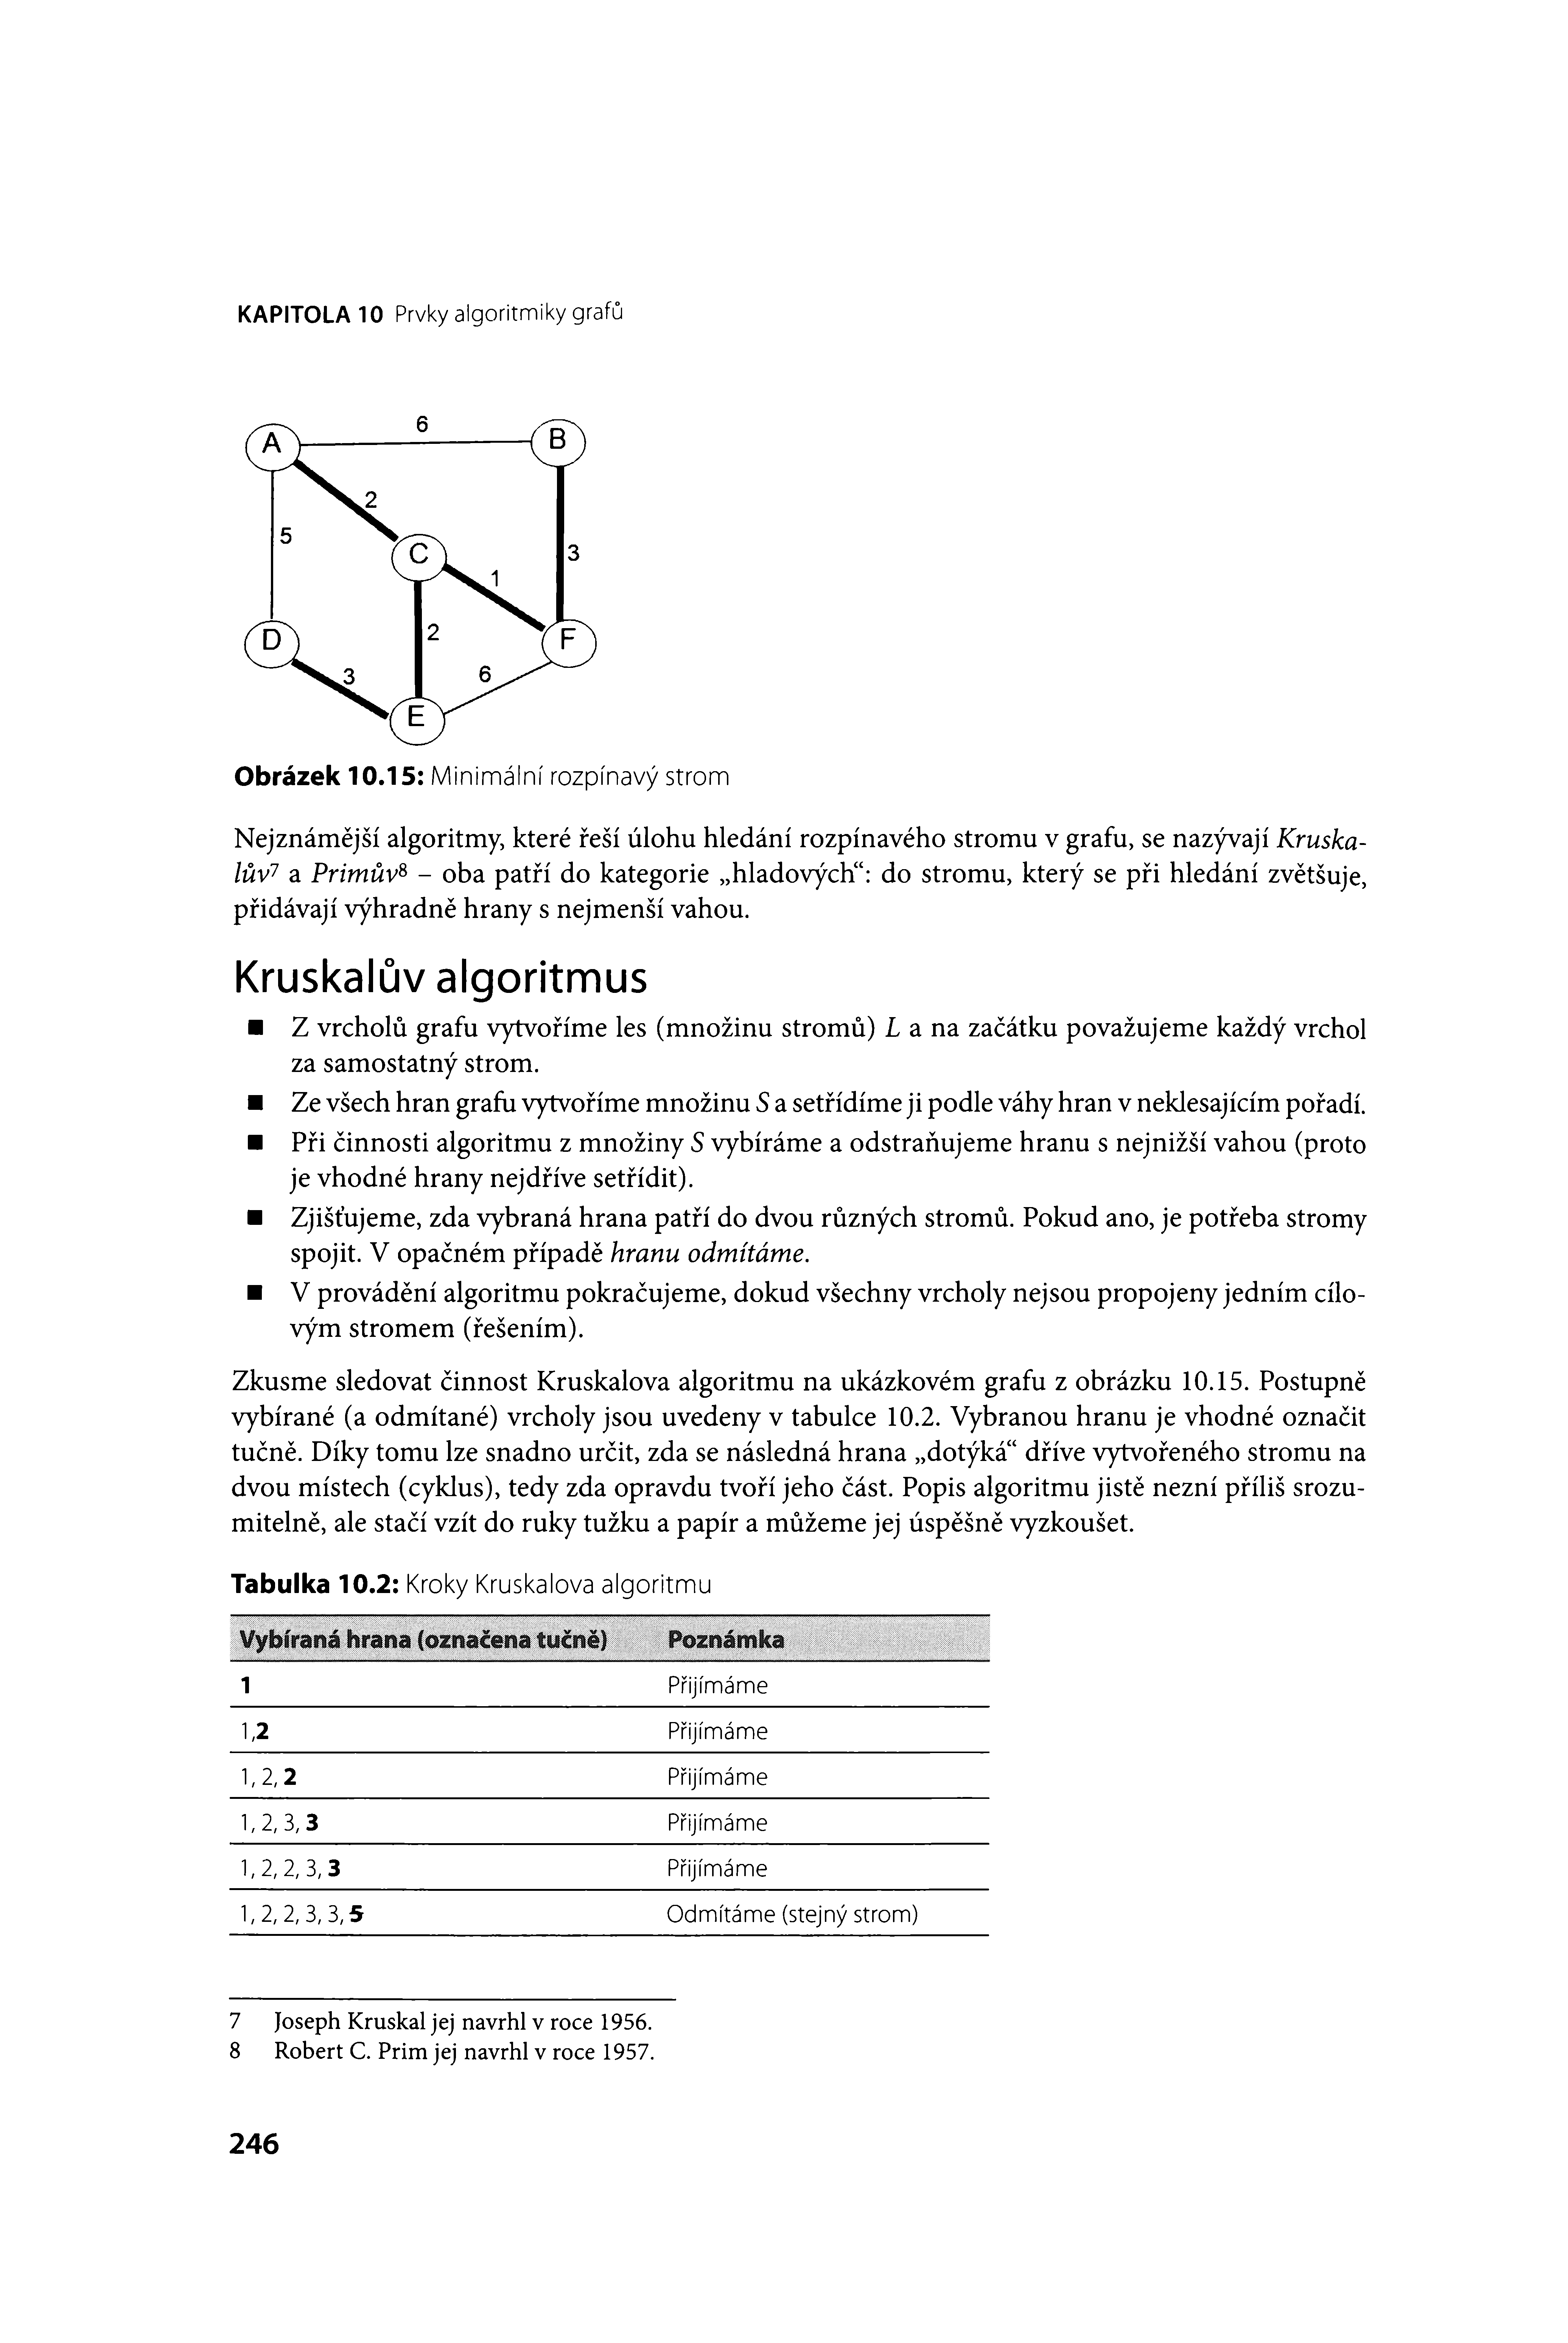 KAPITOLA 10 Prvky algoritmiky grafů
6
A
B
2
5
C
3
1
D
2
F
3
6
E
Obrázek 10.15: Minimální rozpínavý strom
Nejznámější algoritmy, které řeší úlohu hledání rozpínavého stromu v grafu, se nazývají Kruska-
lův⁷ a Primův⁸ – oba patří do kategorie „hladových“: do stromu, který se při hledání zvětšuje,
přidávají výhradně hrany s nejmenší vahou.
Kruskalův algoritmus
■ Z vrcholů grafu vytvoříme les (množinu stromů) L a na začátku považujeme každý vrchol
za samostatný strom.
■ Ze všech hran grafu vytvoříme množinu S a setřídíme ji podle váhy hran v neklesajícím pořadí.
■ Při činnosti algoritmu z množiny S vybíráme a odstraňujeme hranu s nejnižší vahou (proto
je vhodné hrany nejdříve setřídit).
■ Zjišťujeme, zda vybraná hrana patří do dvou různých stromů. Pokud ano, je potřeba stromy
spojit. V opačném případě hranu odmítáme.
■ V provádění algoritmu pokračujeme, dokud všechny vrcholy nejsou propojeny jedním cílo-
vým stromem (řešením).
Zkusme sledovat činnost Kruskalova algoritmu na ukázkovém grafu z obrázku 10.15. Postupně
vybírané (a odmítané) vrcholy jsou uvedeny v tabulce 10.2. Vybranou hranu je vhodné označit
tučně. Díky tomu lze snadno určit, zda se následná hrana „dotýká“ dříve vytvořeného stromu na
dvou místech (cyklus), tedy zda opravdu tvoří jeho část. Popis algoritmu jistě nezní příliš srozu-
mitelně, ale stačí vzít do ruky tužku a papír a můžeme jej úspěšně vyzkoušet.
Tabulka 10.2: Kroky Kruskalova algoritmu
Vybíraná hrana (označena tučně) Poznámka
1 Přijímáme
1,2 Přijímáme
1, 2, 2 Přijímáme
1, 2, 3, 3 Přijímáme
1, 2, 2, 3, 3 Přijímáme
1, 2, 2, 3, 3, 5 Odmítáme (stejný strom)
7 Joseph Kruskal jej navrhl v roce 1956.
8 Robert C. Prim jej navrhl v roce 1957.
246